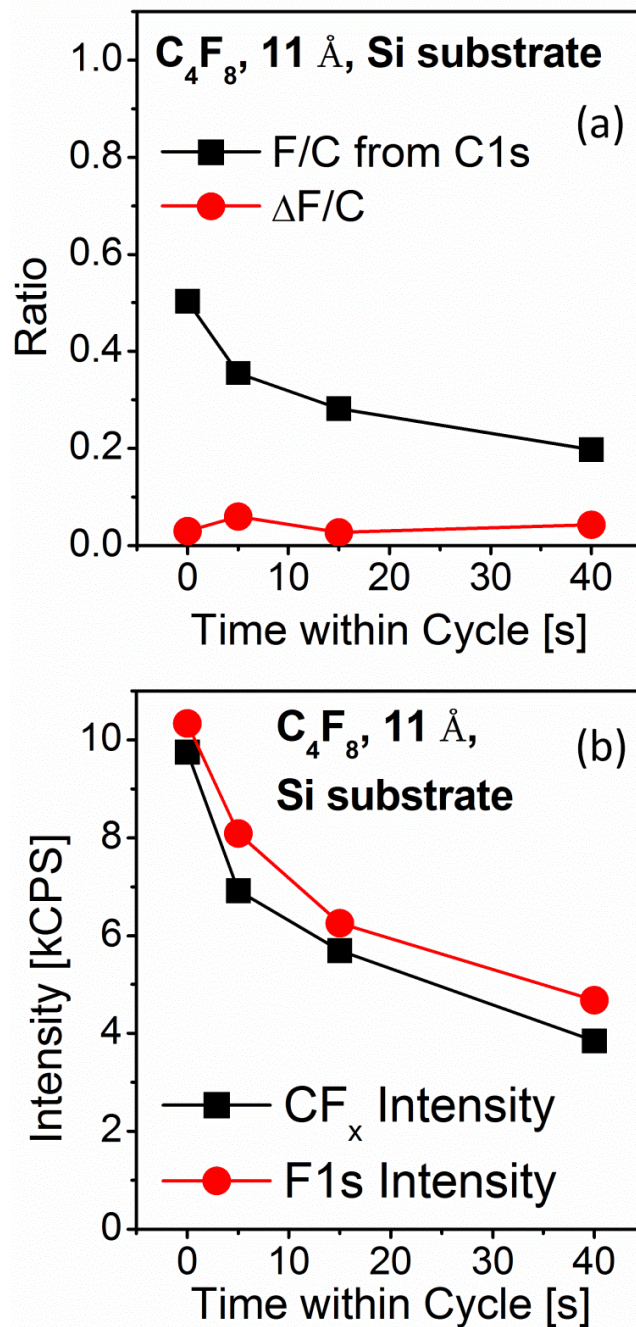 C₄F₈, 11 Å, Si substrate
(a)
F/C from C1s
ΔF/C
Ratio
1.0
0.8
0.6
0.4
0.2
0.0
0 10 20 30 40
Time within Cycle [s]
C₄F₈, 11 Å,
Si substrate
(b)
Intensity [kCPS]
10
8
6
4
2
0
CFₓ Intensity
F1s Intensity
0 10 20 30 40
Time within Cycle [s]